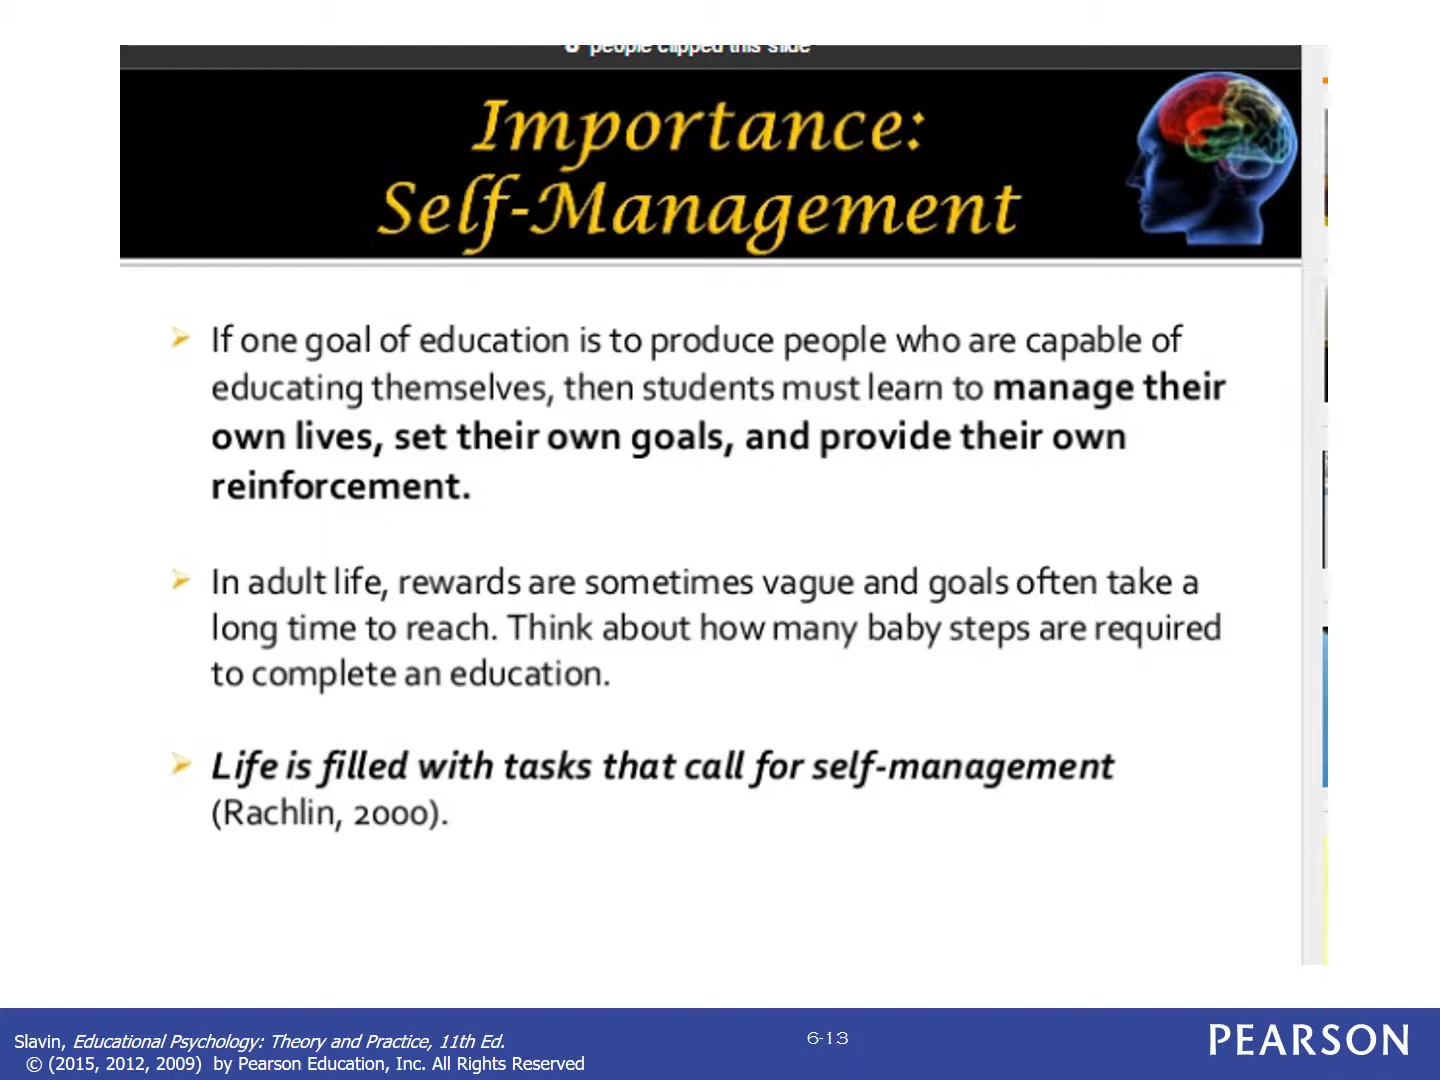 6 people clipped this slide
Importance:
Self-Management
If one goal of education is to produce people who are capable of
educating themselves, then students must learn to manage their
own lives, set their own goals, and provide their own
reinforcement.
In adult life, rewards are sometimes vague and goals often take a
long time to reach. Think about how many baby steps are required
to complete an education.
Life is filled with tasks that call for self-management
(Rachlin, 2000).
Slavin, Educational Psychology: Theory and Practice, 11th Ed.
© (2015, 2012, 2009) by Pearson Education, Inc. All Rights Reserved
6-13
PEARSON